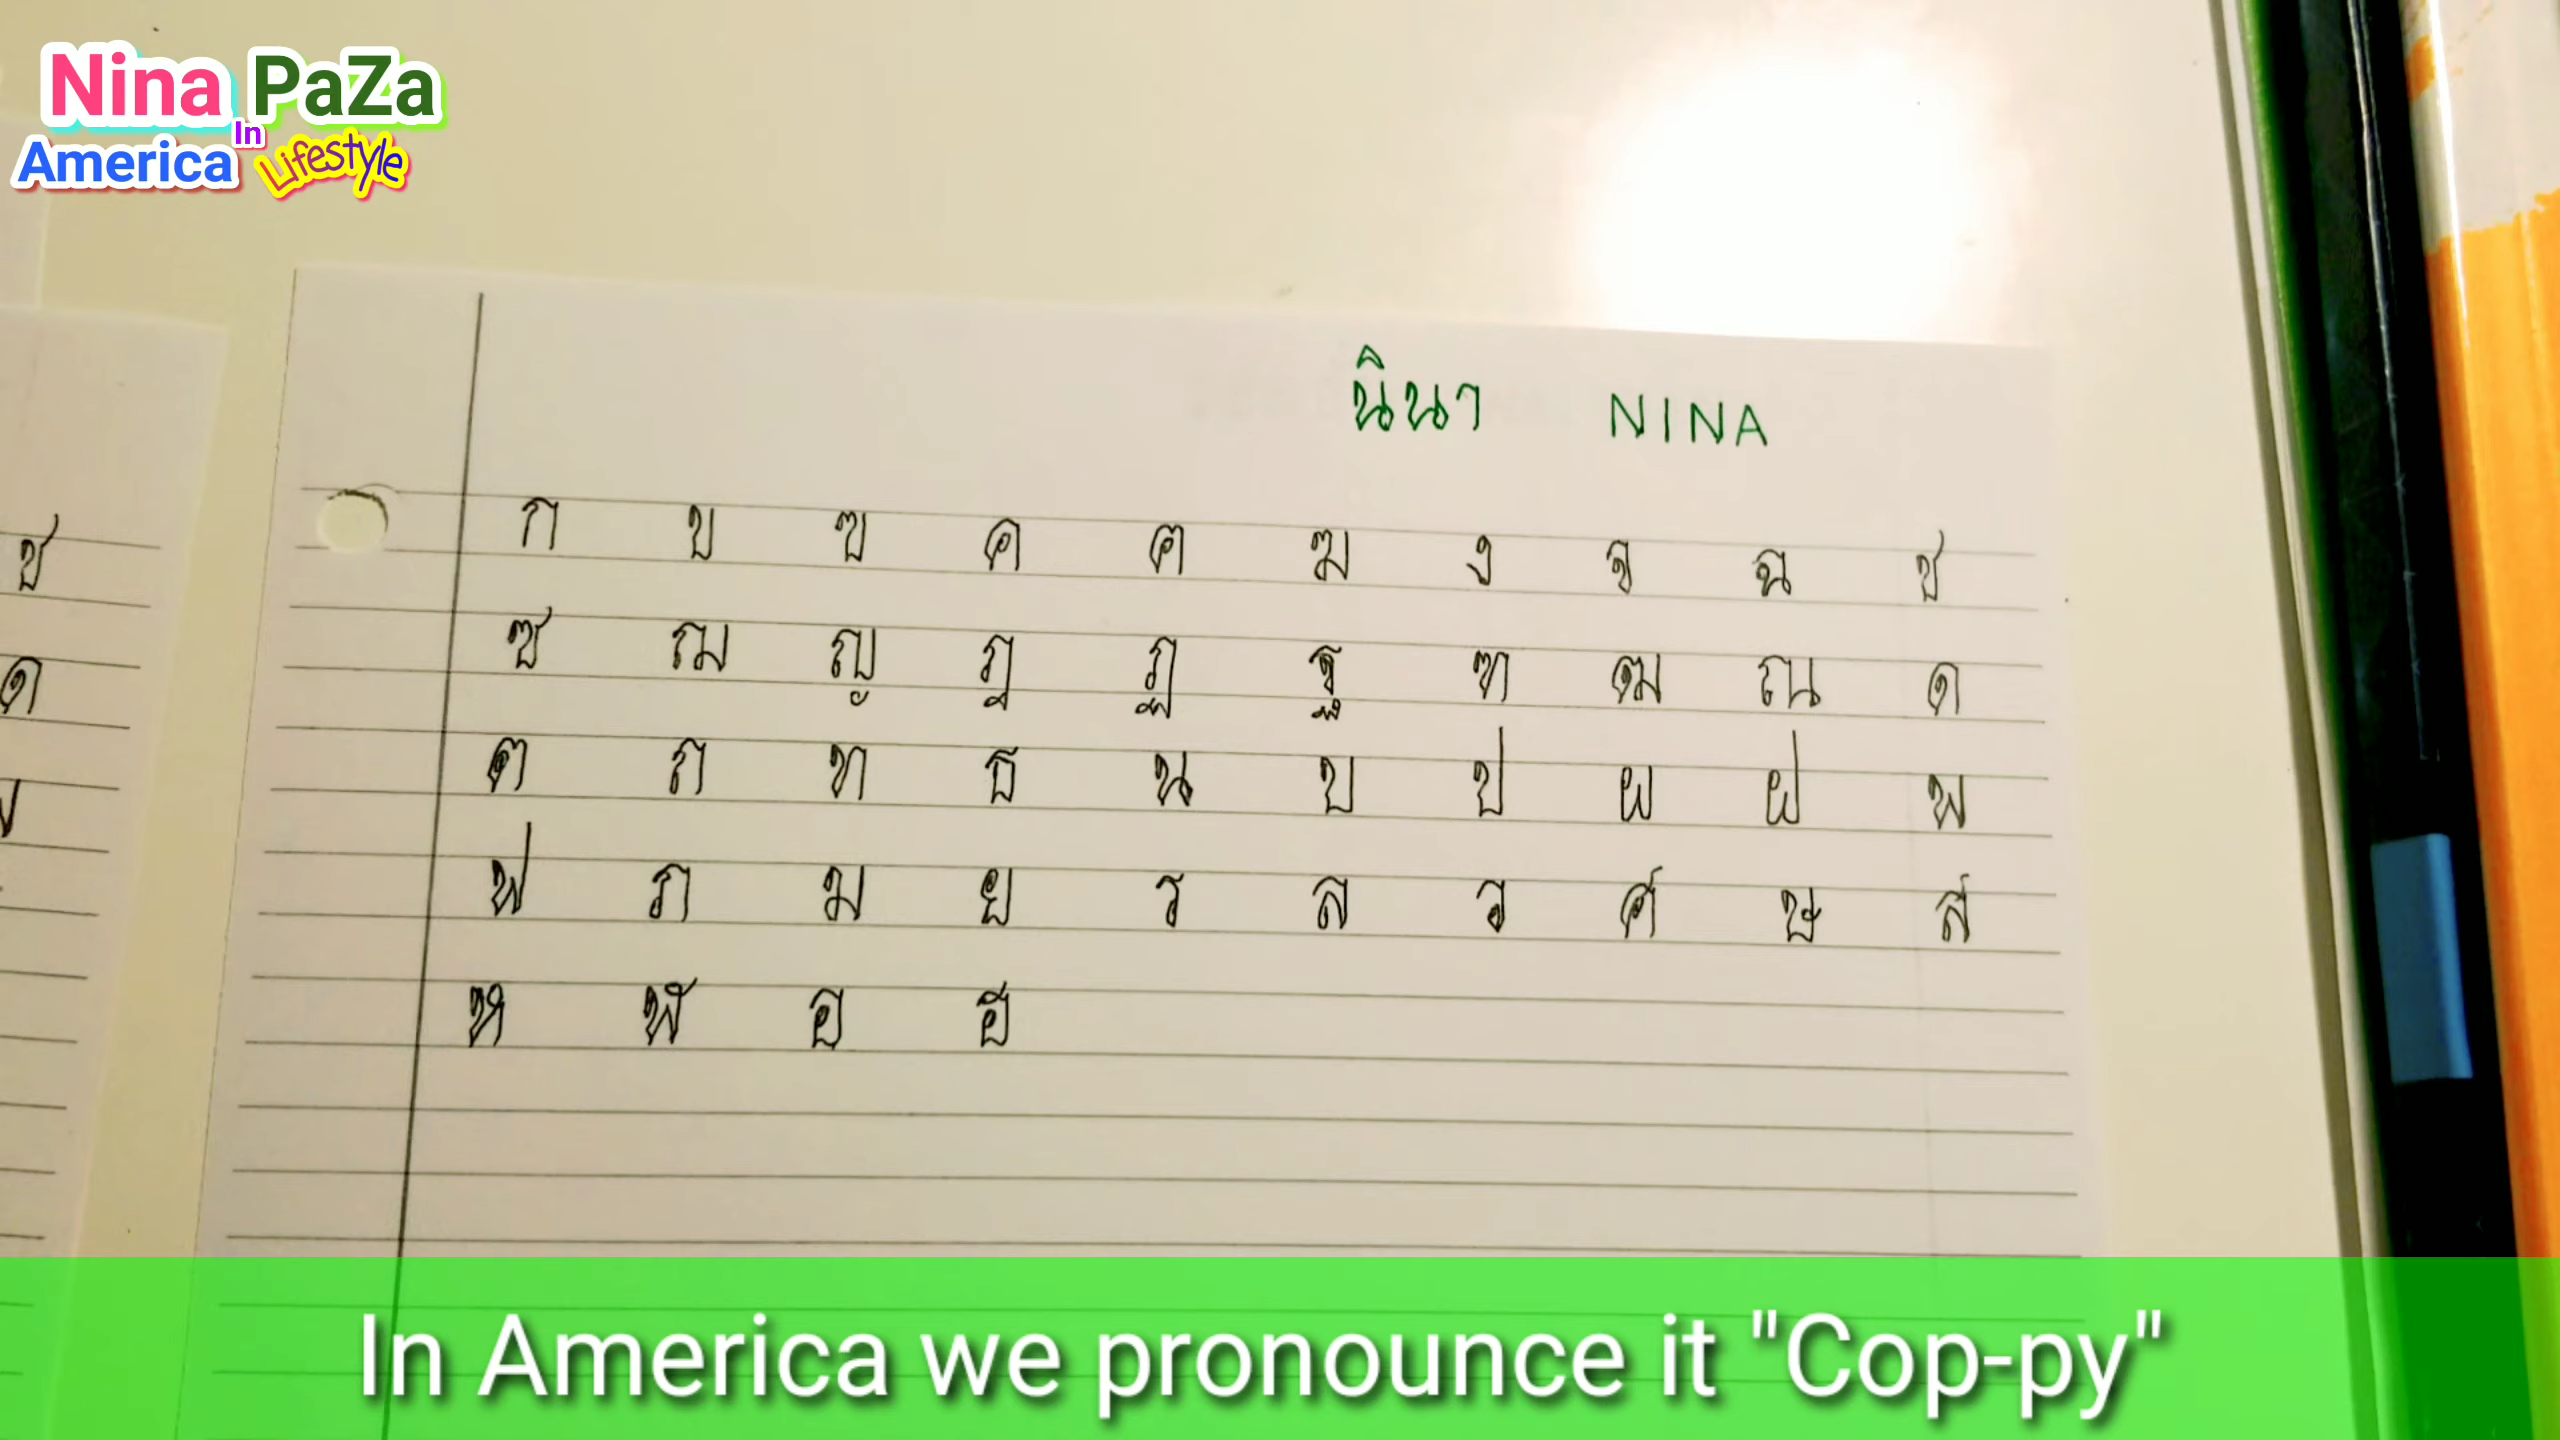 Nina PaZa
In
America Lifestyle
นินา NINA
ก ข ฃ ค ฅ ฆ ง จ ฉ ช
ซ ฌ ญ ฎ ฏ ฐ ฑ ฒ ณ ด
ต ถ ท ธ น บ ป ผ ฝ พ
ฟ ภ ม ย ร ล ว ศ ษ ส
ห ฬ อ ฮ
ช
ด
In America we pronounce it "Cop-py"